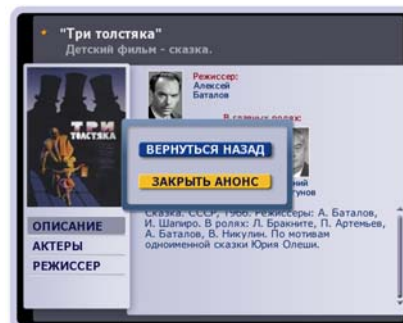 "Три толстяка"
Детский фильм - сказка.
ТРИ
ТОЛСТЯКА
Режиссер:
Алексей
Баталов
В главных ролях:
ВЕРНУТЬСЯ НАЗАД
ЗАКРЫТЬ АНОНС
ОПИСАНИЕ
АКТЕРЫ
РЕЖИССЕР
Сказка. СССР, 1966. Режиссеры: А. Баталов,
И. Шапиро. В ролях: Л. Бракните, П. Артемьев,
А. Баталов, В. Никулин. По мотивам
одноименной сказки Юрия Олеши.